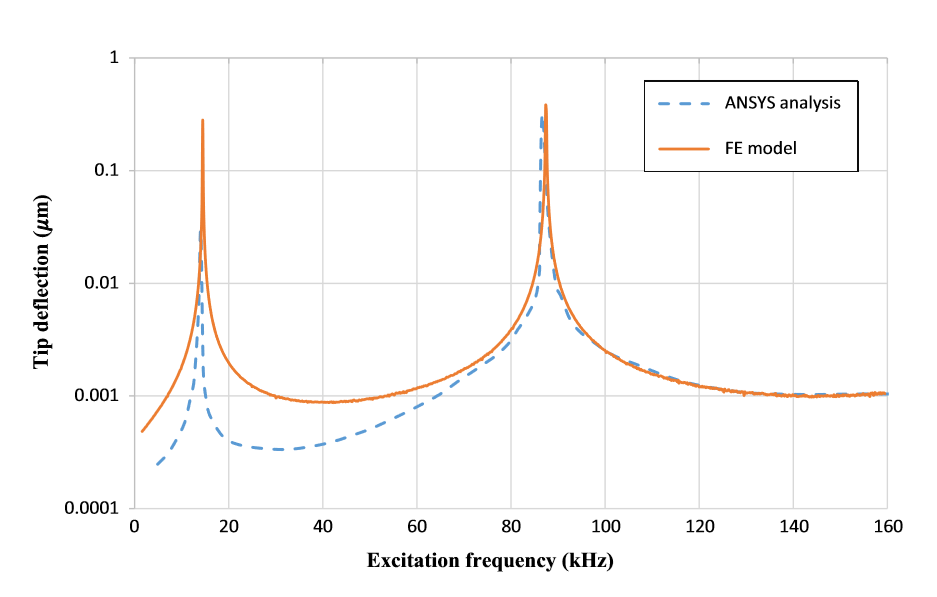 1
0.1
0.01
0.001
0.0001
0 20 40 60 80 100 120 140 160
Tip deflection (μm)
Excitation frequency (kHz)
ANSYS analysis
FE model